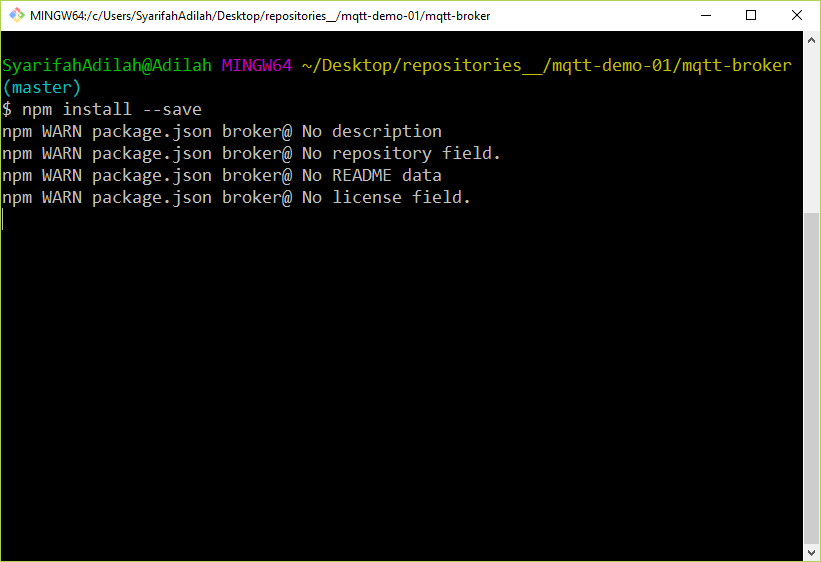 MINGW64:/c/Users/SyarifahAdilah/Desktop/repositories__/mqtt-demo-01/mqtt-broker
SyarifahAdilah@Adilah MINGW64 ~/Desktop/repositories__/mqtt-demo-01/mqtt-broker
(master)
$ npm install --save
npm WARN package.json broker@ No description
npm WARN package.json broker@ No repository field.
npm WARN package.json broker@ No README data
npm WARN package.json broker@ No license field.